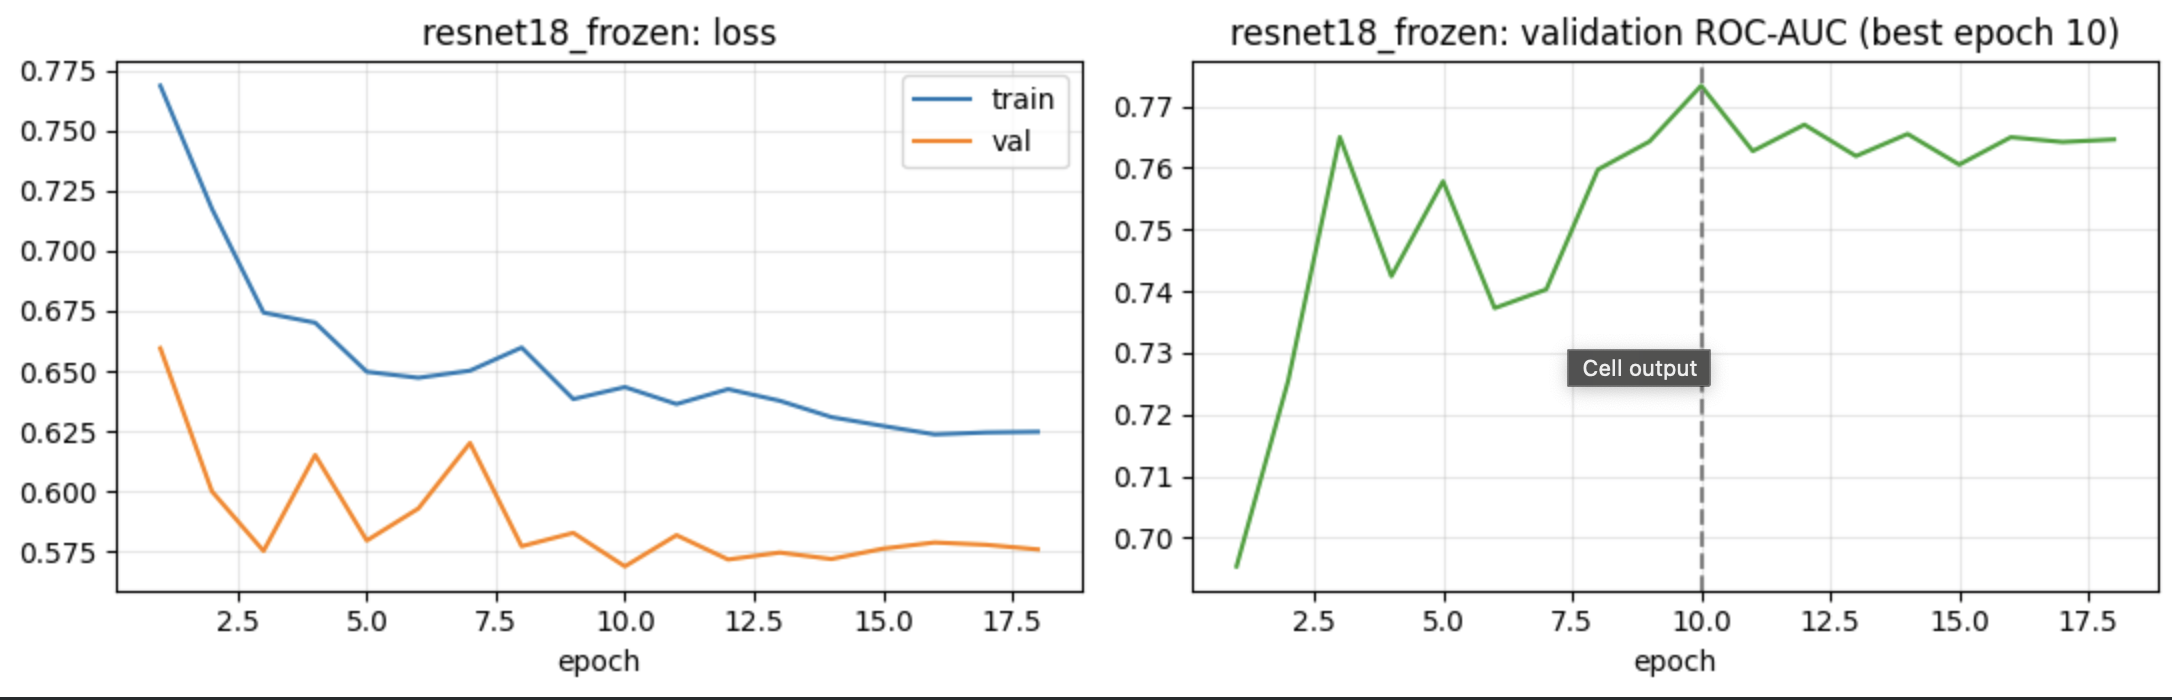 resnet18_frozen: loss
0.775
0.750
0.725
0.700
0.675
0.650
0.625
0.600
0.575
train
val
2.5 5.0 7.5 10.0 12.5 15.0 17.5
epoch
resnet18_frozen: validation ROC-AUC (best epoch 10)
0.77
0.76
0.75
0.74
0.73
0.72
0.71
0.70
Cell output
2.5 5.0 7.5 10.0 12.5 15.0 17.5
epoch